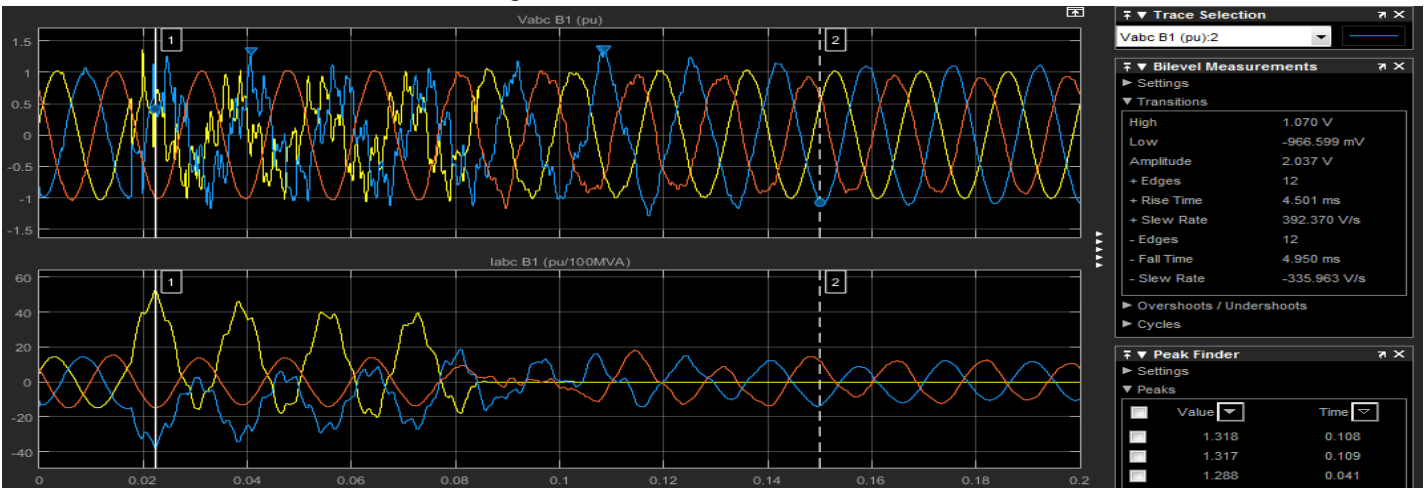 Vabc B1 (pu)
1.5
1
0.5
0
-0.5
-1
-1.5
1
2
Iabc B1 (pu/100MVA)
60
40
20
0
-20
-40
1
2
0 0.02 0.04 0.06 0.08 0.1 0.12 0.14 0.16 0.18 0.2
Trace Selection
Vabc B1 (pu):2
Bilevel Measurements
Settings
Transitions
High 1.070 V
Low -966.599 mV
Amplitude 2.037 V
+ Edges 12
+ Rise Time 4.501 ms
+ Slew Rate 392.370 V/s
- Edges 12
- Fall Time 4.950 ms
- Slew Rate -335.963 V/s
Overshoots / Undershoots
Cycles
Peak Finder
Settings
Peaks
Value Time
1.318 0.108
1.317 0.109
1.288 0.041